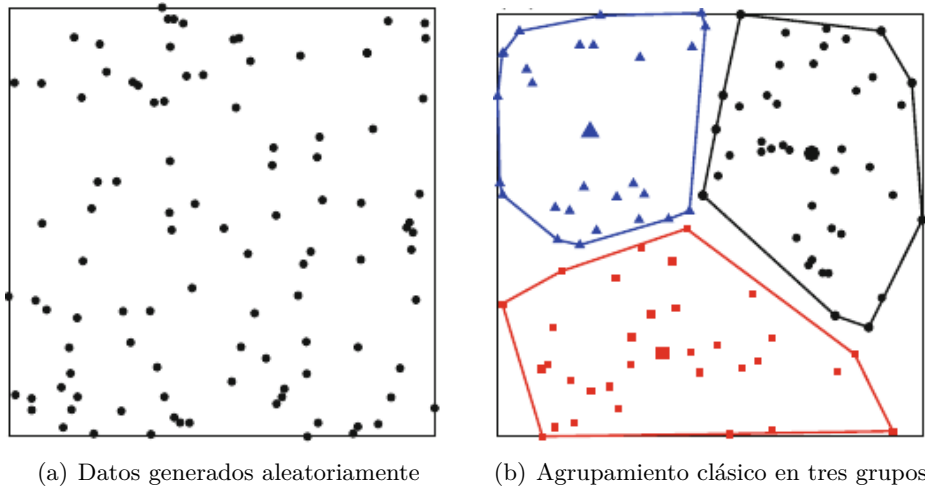 (a) Datos generados aleatoriamente
(b) Agrupamiento clásico en tres grupos